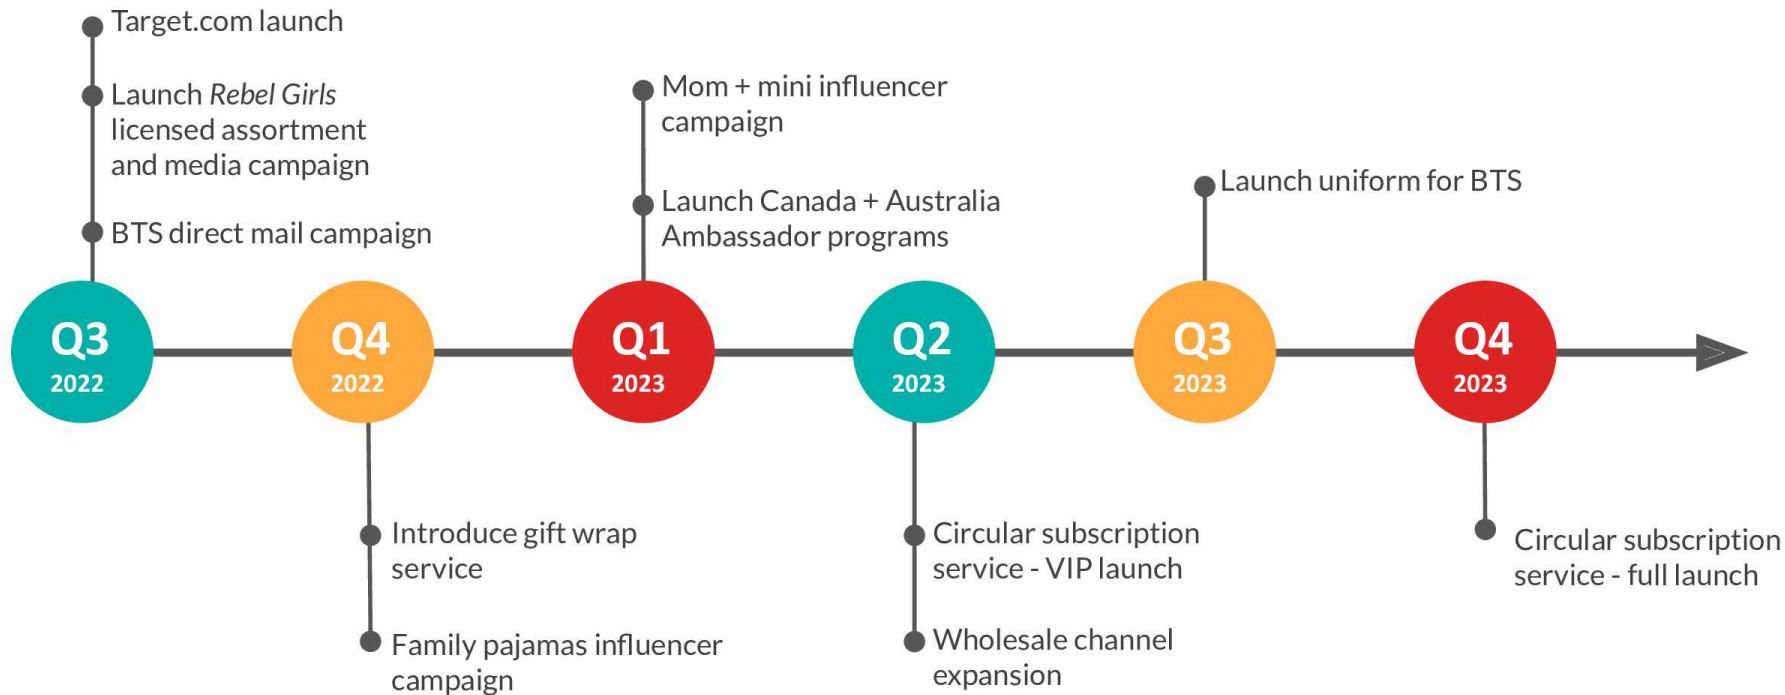 Target.com launch
Launch Rebel Girls
licensed assortment
and media campaign
BTS direct mail campaign
Mom + mini influencer
campaign
Launch Canada + Australia
Ambassador programs
Launch uniform for BTS
Q3
2022
Q4
2022
Q1
2023
Q2
2023
Q3
2023
Q4
2023
Introduce gift wrap
service
Family pajamas influencer
campaign
Circular subscription
service - VIP launch
Wholesale channel
expansion
Circular subscription
service - full launch